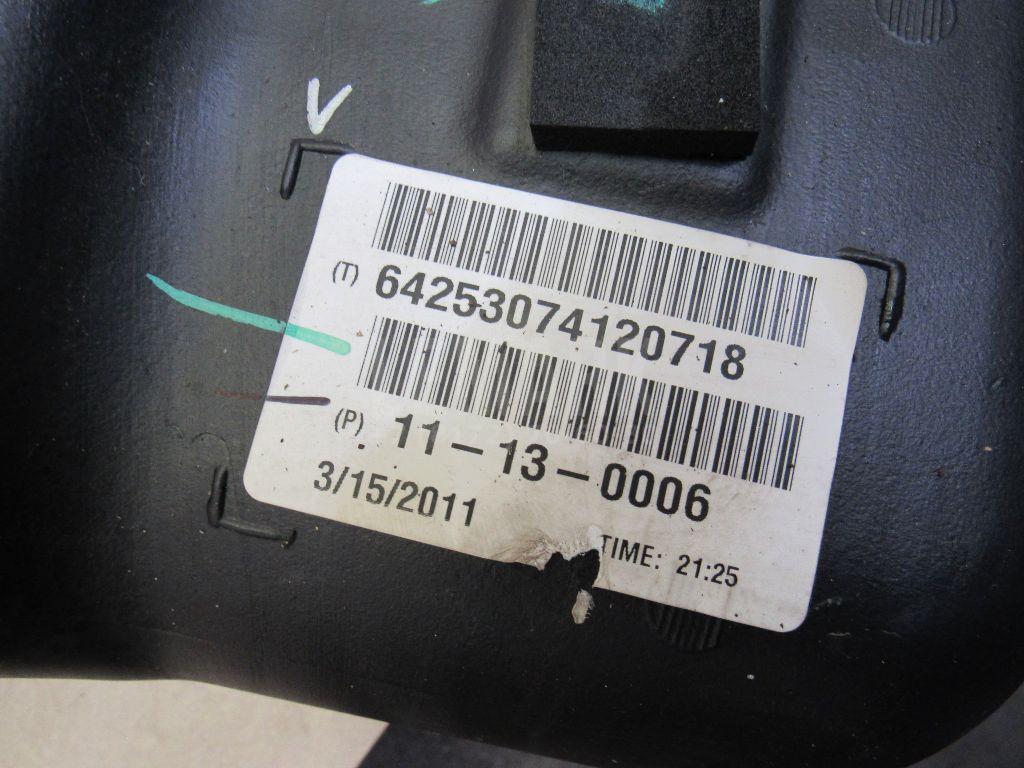 V
(T) 64253074120718
(P) 11-13-0006
3/15/2011 TIME: 21:25